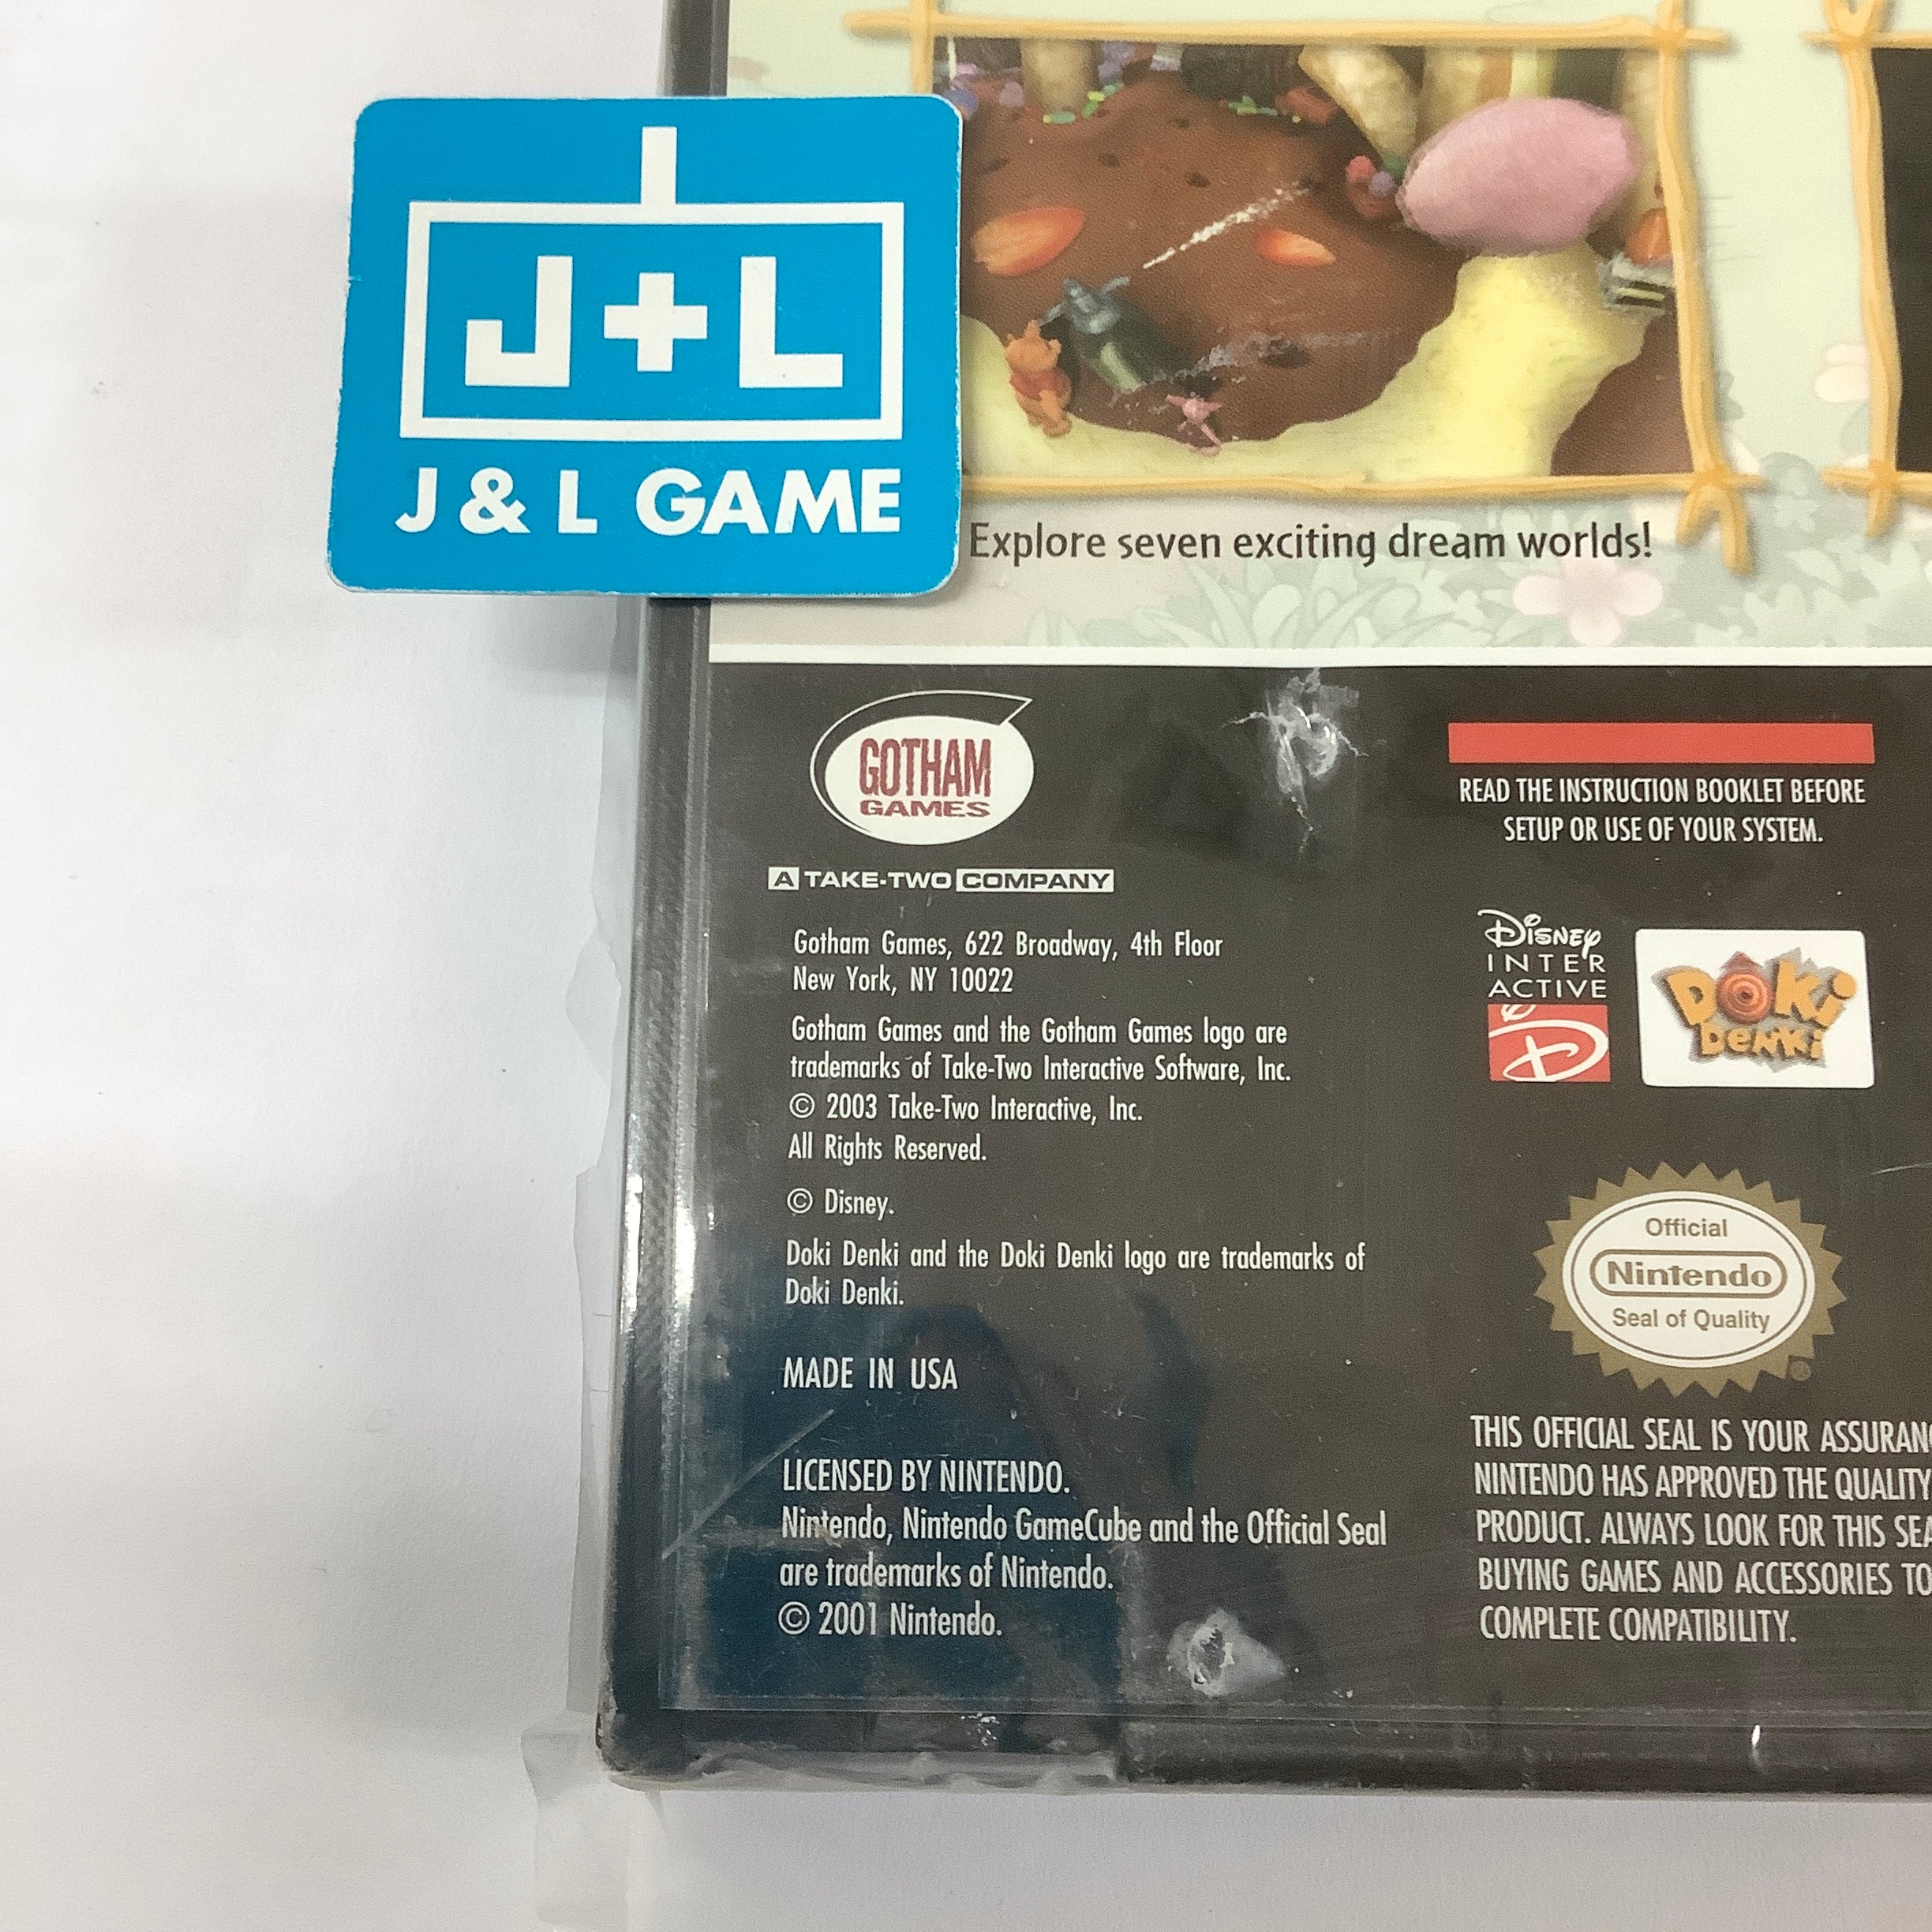 J+L
J & L GAME
Explore seven exciting dream worlds!
GOTHAM
GAMES
A TAKE-TWO COMPANY
Gotham Games, 622 Broadway, 4th Floor
New York, NY 10022
Gotham Games and the Gotham Games logo are
trademarks of Take-Two Interactive Software, Inc.
© 2003 Take-Two Interactive, Inc.
All Rights Reserved.
© Disney.
Doki Denki and the Doki Denki logo are trademarks of
Doki Denki.
MADE IN USA
LICENSED BY NINTENDO.
Nintendo, Nintendo GameCube and the Official Seal
are trademarks of Nintendo.
© 2001 Nintendo.
READ THE INSTRUCTION BOOKLET BEFORE
SETUP OR USE OF YOUR SYSTEM.
Disney
INTER
ACTIVE
D
DOKi
DENKi
Official
Nintendo
Seal of Quality
®
THIS OFFICIAL SEAL IS YOUR ASSURAN
NINTENDO HAS APPROVED THE QUALITY
PRODUCT. ALWAYS LOOK FOR THIS SEA
BUYING GAMES AND ACCESSORIES TO
COMPLETE COMPATIBILITY.